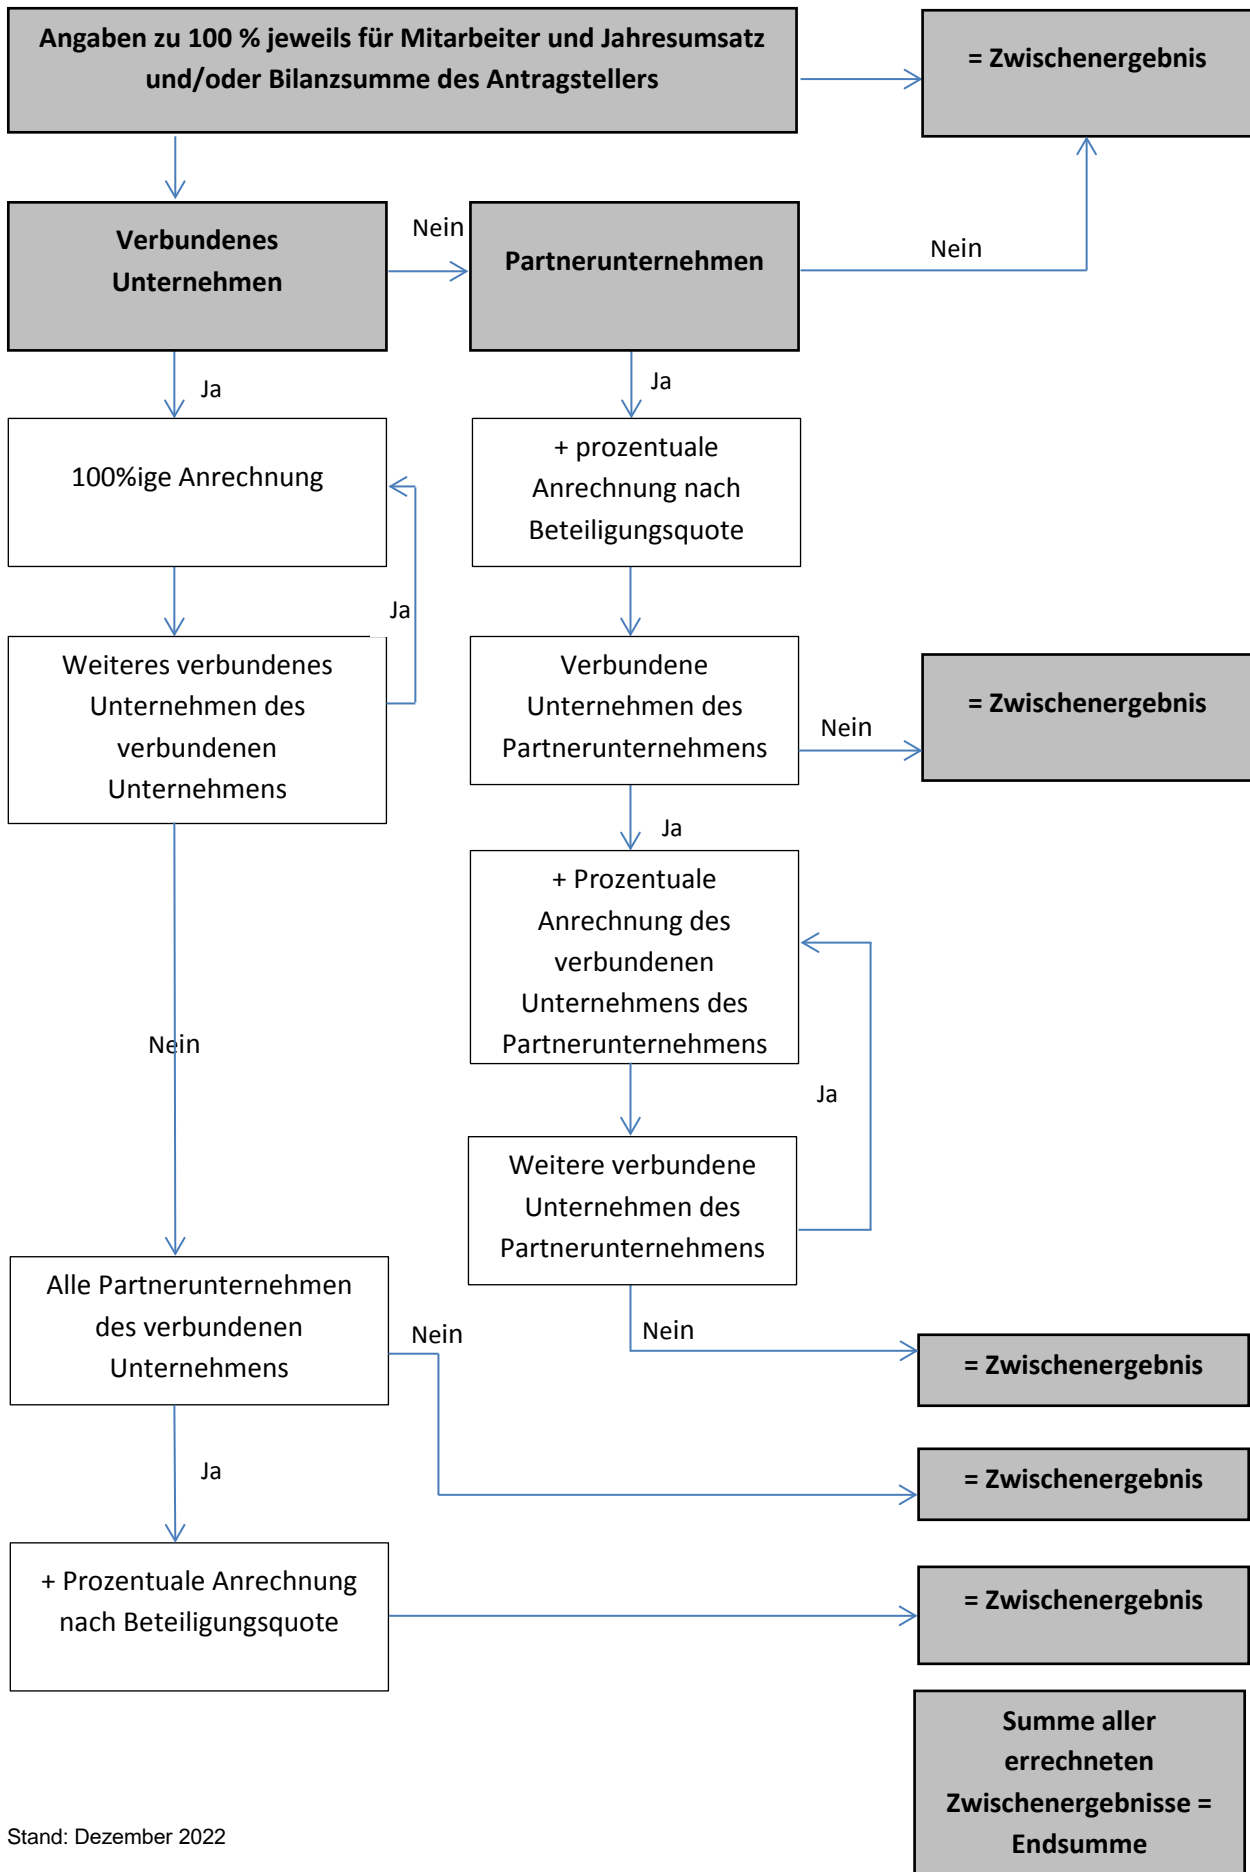 Angaben zu 100 % jeweils für Mitarbeiter und Jahresumsatz
und/oder Bilanzsumme des Antragstellers
= Zwischenergebnis
Verbundenes
Unternehmen
Nein
Partnerunternehmen
Nein
Ja
Ja
100%ige Anrechnung
+ prozentuale
Anrechnung nach
Beteiligungsquote
Ja
Weiteres verbundenes
Unternehmen des
verbundenen
Unternehmens
Verbundene
Unternehmen des
Partnerunternehmens
Nein
= Zwischenergebnis
Ja
+ Prozentuale
Anrechnung des
verbundenen
Unternehmens des
Partnerunternehmens
Nein
Ja
Weitere verbundene
Unternehmen des
Partnerunternehmens
Alle Partnerunternehmen
des verbundenen
Unternehmens
Nein
Nein
= Zwischenergebnis
Ja
= Zwischenergebnis
+ Prozentuale Anrechnung
nach Beteiligungsquote
= Zwischenergebnis
Summe aller
errechneten
Zwischenergebnisse =
Endsumme
Stand: Dezember 2022